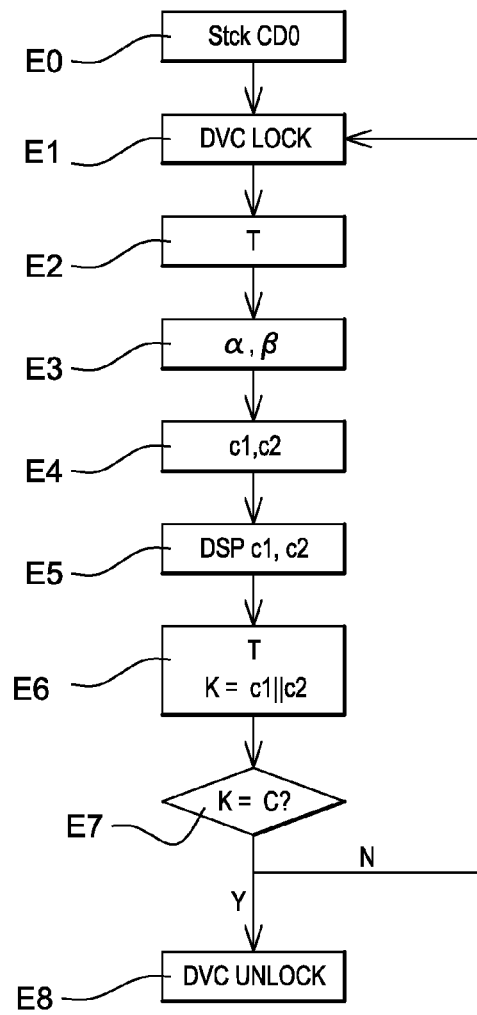 E0 Stck CD0
E1 DVC LOCK
E2 T
E3 α, β
E4 c1,c2
E5 DSP c1, c2
T
E6 K = c1||c2
E7 K = C?
N
Y
E8 DVC UNLOCK